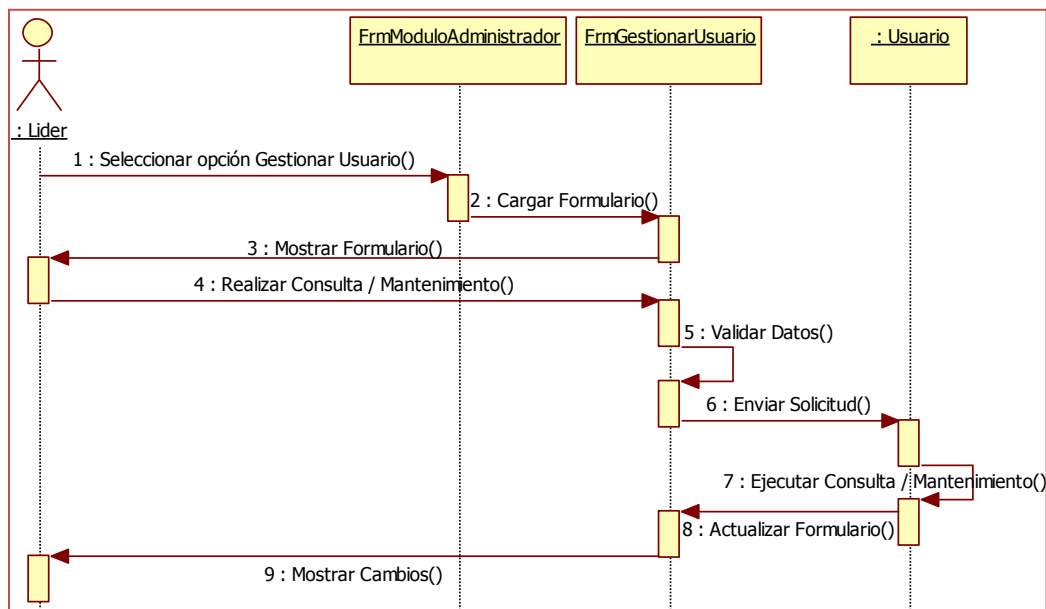 FrmModuloAdministrador
FrmGestionarUsuario
: Usuario
: Lider
1 : Seleccionar opción Gestionar Usuario()
2 : Cargar Formulario()
3 : Mostrar Formulario()
4 : Realizar Consulta / Mantenimiento()
5 : Validar Datos()
6 : Enviar Solicitud()
7 : Ejecutar Consulta / Mantenimiento()
8 : Actualizar Formulario()
9 : Mostrar Cambios()